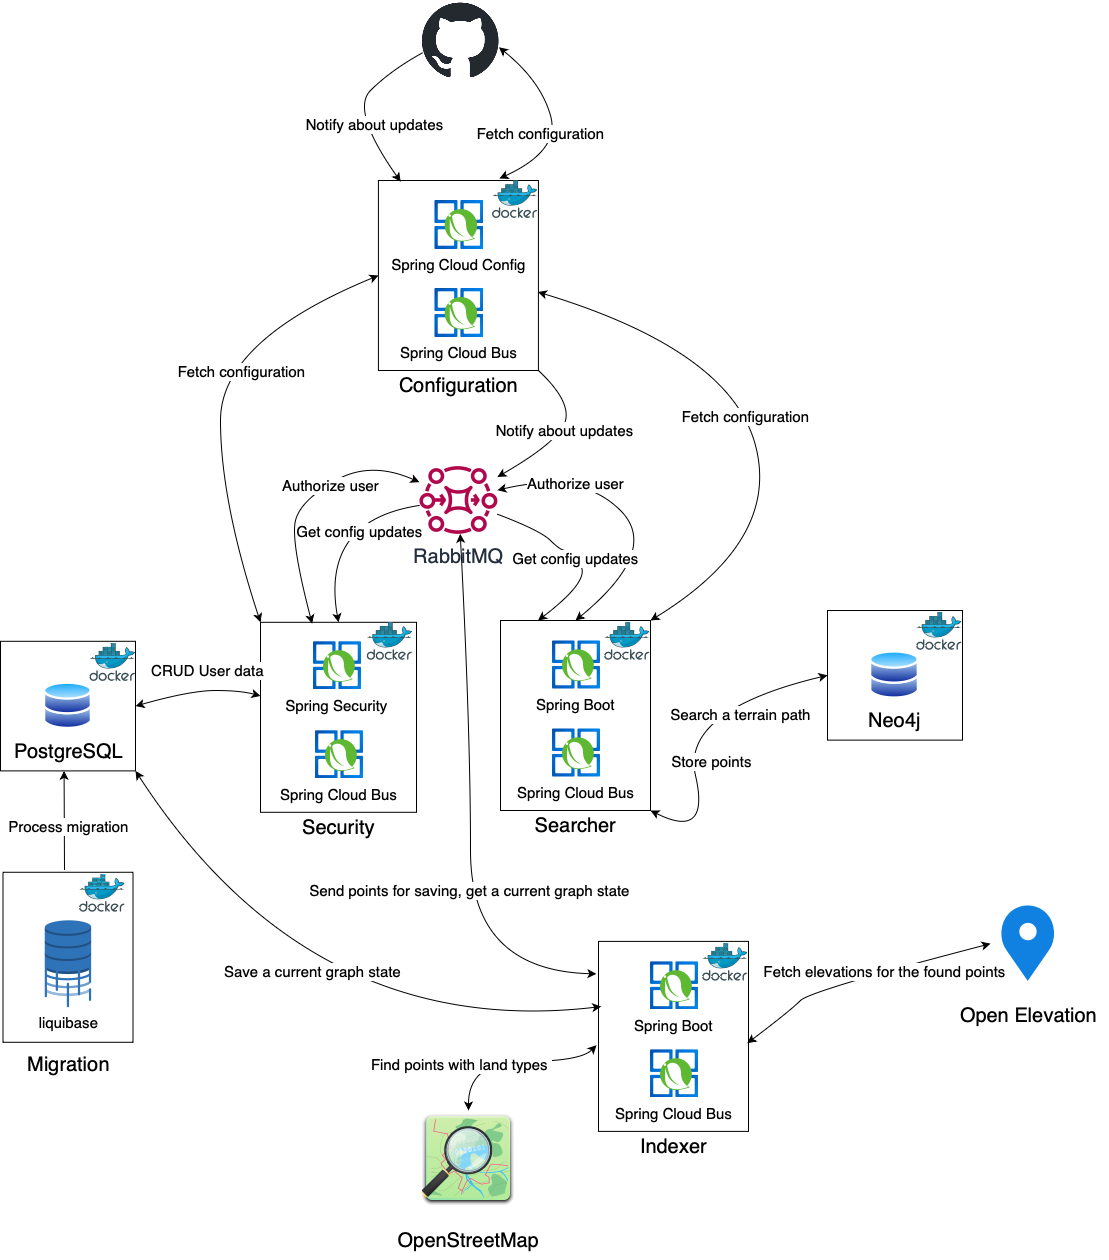 Notify about updates
Fetch configuration
docker
Spring Cloud Config
Spring Cloud Bus
Configuration
Fetch configuration
Fetch configuration
Notify about updates
Authorize user
Authorize user
Get config updates
RabbitMQ
Get config updates
docker
Spring Security
Spring Cloud Bus
Security
docker
Spring Boot
Spring Cloud Bus
Searcher
docker
Neo4j
Search a terrain path
Store points
CRUD User data
docker
PostgreSQL
Process migration
docker
liquibase
Migration
Send points for saving, get a current graph state
Save a current graph state
docker
Spring Boot
Spring Cloud Bus
Indexer
Fetch elevations for the found points
Open Elevation
Find points with land types
OpenStreetMap